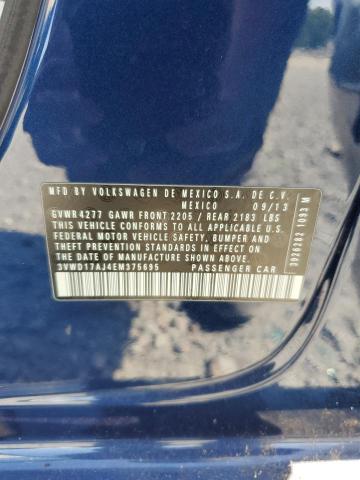 MFD BY VOLKSWAGEN DE MEXICO S.A. DE C.V.
MEXICO 09/13
GVWR 4277 GAWR FRONT 2205 / REAR 2183 LBS
THIS VEHICLE CONFORMS TO ALL APPLICABLE
FEDERAL MOTOR VEHICLE SAFETY, BUMPER AND
THEFT PREVENTION STANDARDS IN EFFECT ON
THE DATE OF MANUFACTURE SHOWN ABOVE.
3VWD17AJ4EM375695 PASSENGER CAR
3020282 1093 M